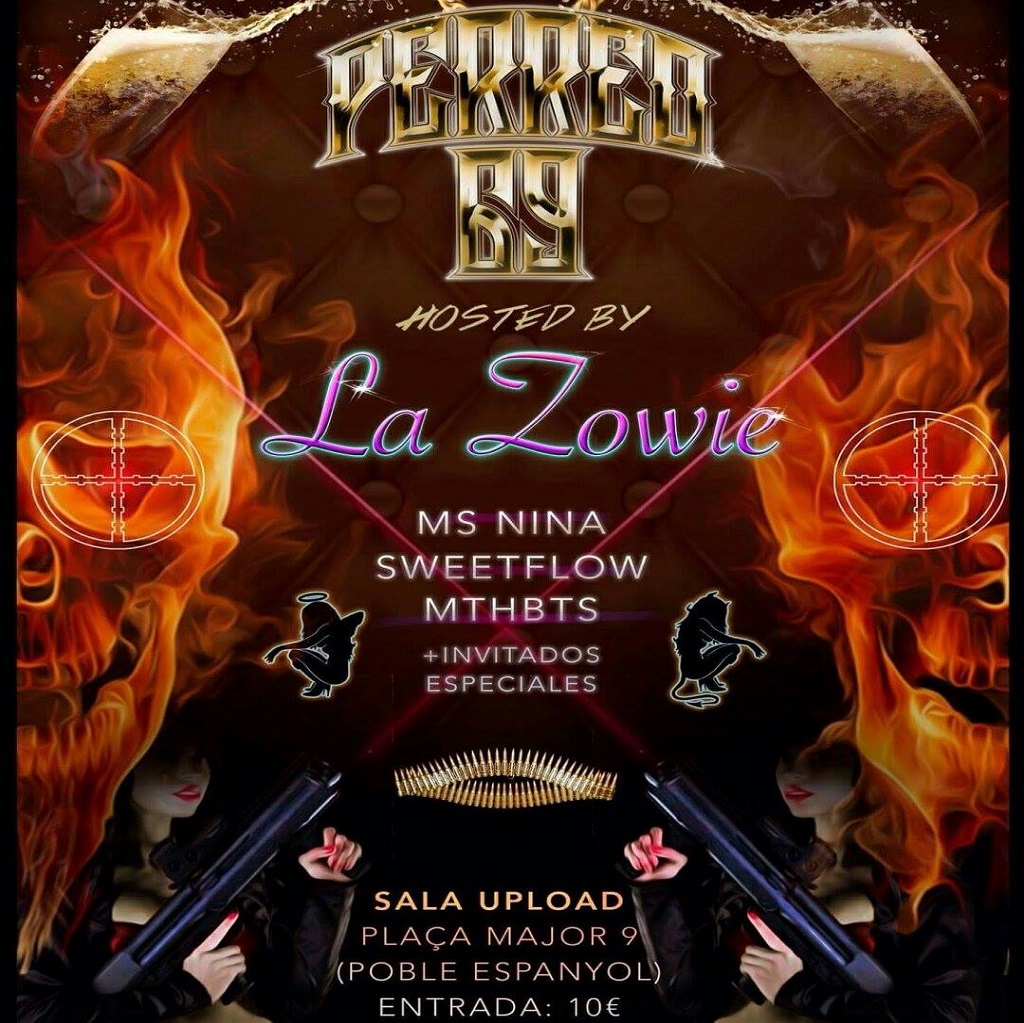 PERREO
69
HOSTED BY
La Zowie
MS NINA
SWEETFLOW
MTHBTS
+INVITADOS
ESPECIALES
SALA UPLOAD
PLAÇA MAJOR 9
(POBLE ESPANYOL)
ENTRADA: 10€